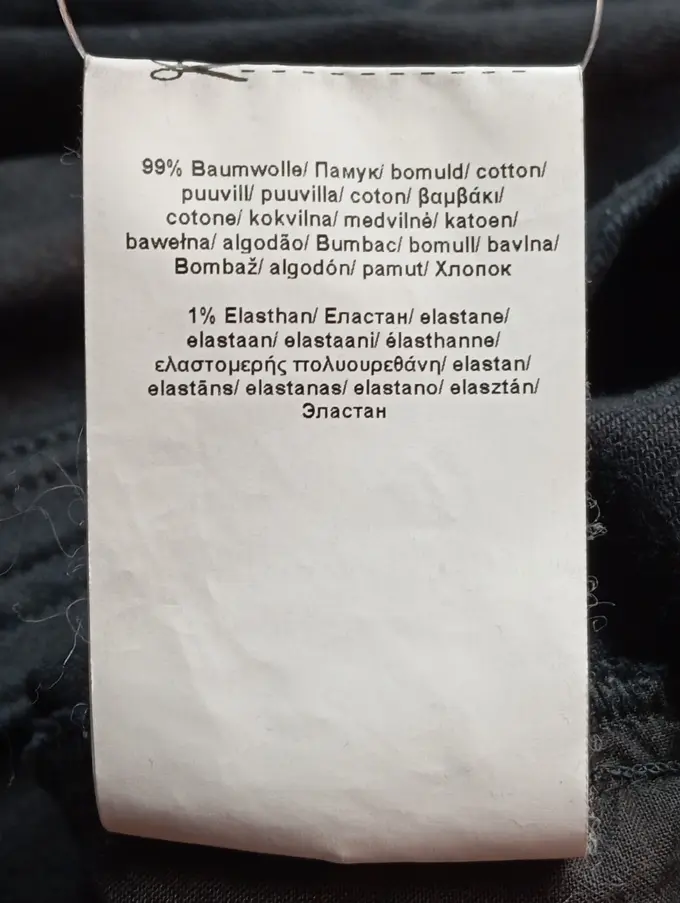 99% Baumwolle/ Памук/ bomuld/ cotton/
puuvill/ puuvilla/ coton/ βαμβάκι/
cotone/ kokvilna/ medvilnė/ katoen/
bawełna/ algodão/ Bumbac/ bomull/ bavlna/
Bombaž/ algodón/ pamut/ Хлопок
1% Elasthan/ Еластан/ elastane/
elastaan/ elastaani/ élasthanne/
ελαστομερής πολυουρεθάνη/ elastan/
elastāns/ elastanas/ elastano/ elasztán/
Эластан